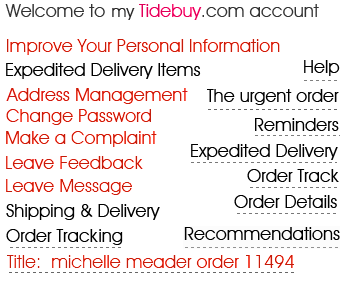 Welcome to my Tidebuy.com account
Improve Your Personal Information
Expedited Delivery Items
Help
Address Management
The urgent order
Change Password
Reminders
Make a Complaint
Expedited Delivery
Leave Feedback
Order Track
Leave Message
Order Details
Shipping & Delivery
Order Tracking
Recommendations
Title: michelle meader order 11494